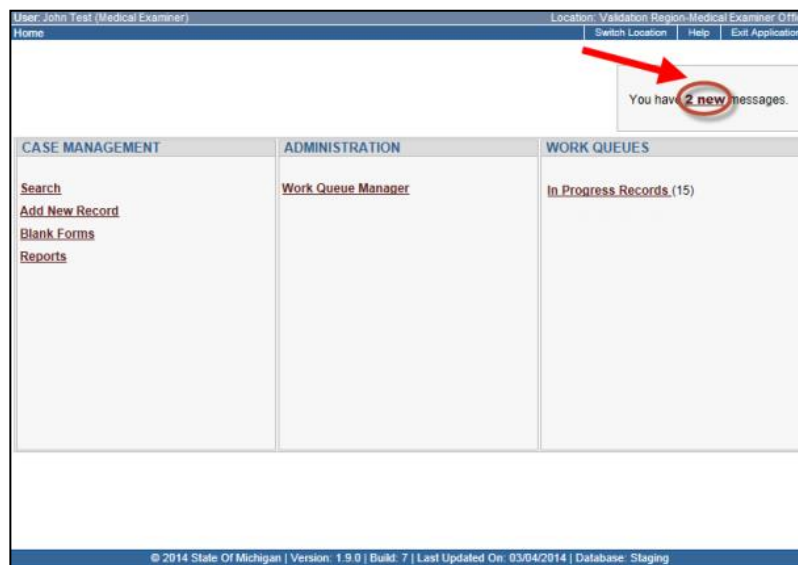 User: John Test (Medical Examiner) Location: Validation Region-Medical Examiner Offi
Home Switch Location | Help | Exit Application
You have 2 new messages.
CASE MANAGEMENT ADMINISTRATION WORK QUEUES
Search Work Queue Manager In Progress Records (15)
Add New Record
Blank Forms
Reports
© 2014 State Of Michigan | Version: 1.9.0 | Build: 7 | Last Updated On: 03/04/2014 | Database: Staging